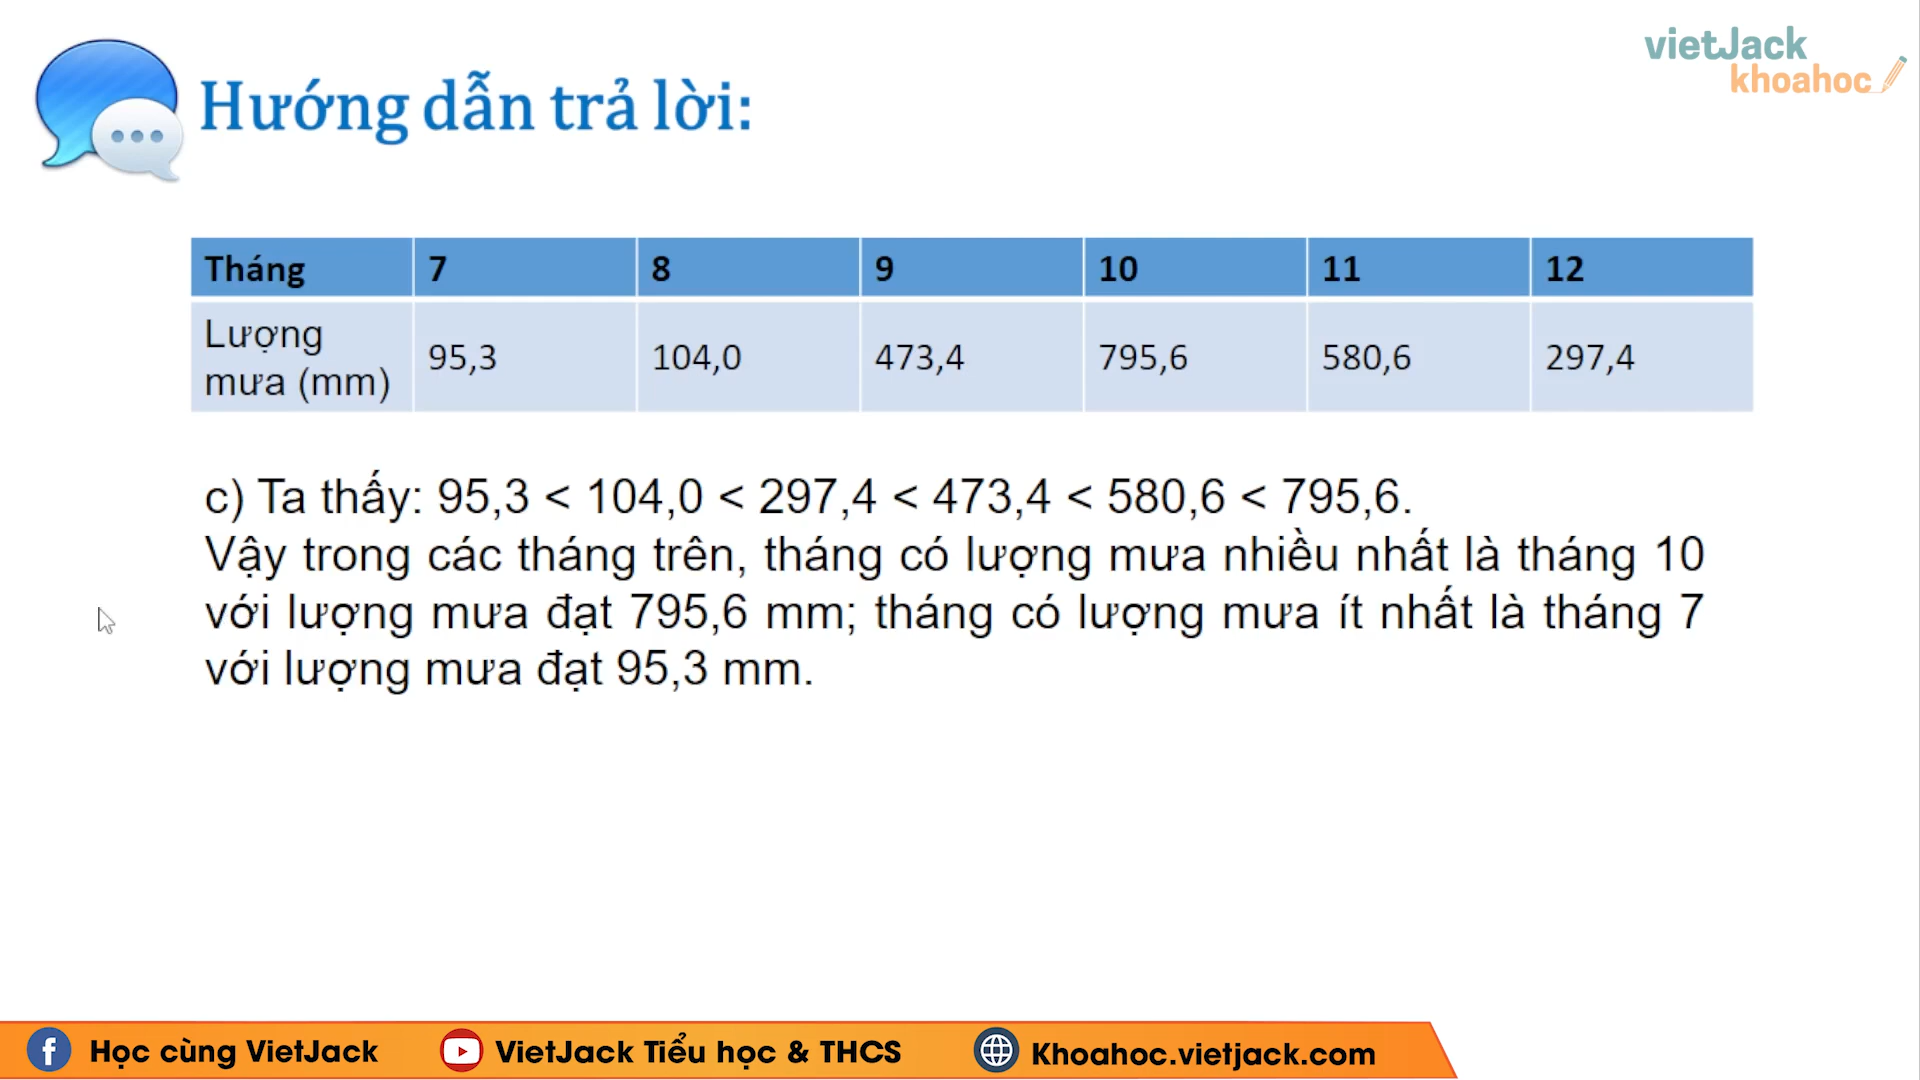 vietJack
khoahoc
Hướng dẫn trả lời:
Tháng 7 8 9 10 11 12
Lượng
mưa (mm) 95,3 104,0 473,4 795,6 580,6 297,4
c) Ta thấy: 95,3 < 104,0 < 297,4 < 473,4 < 580,6 < 795,6.
Vậy trong các tháng trên, tháng có lượng mưa nhiều nhất là tháng 10
với lượng mưa đạt 795,6 mm; tháng có lượng mưa ít nhất là tháng 7
với lượng mưa đạt 95,3 mm.
Học cùng VietJack VietJack Tiểu học & THCS Khoahoc.vietjack.com